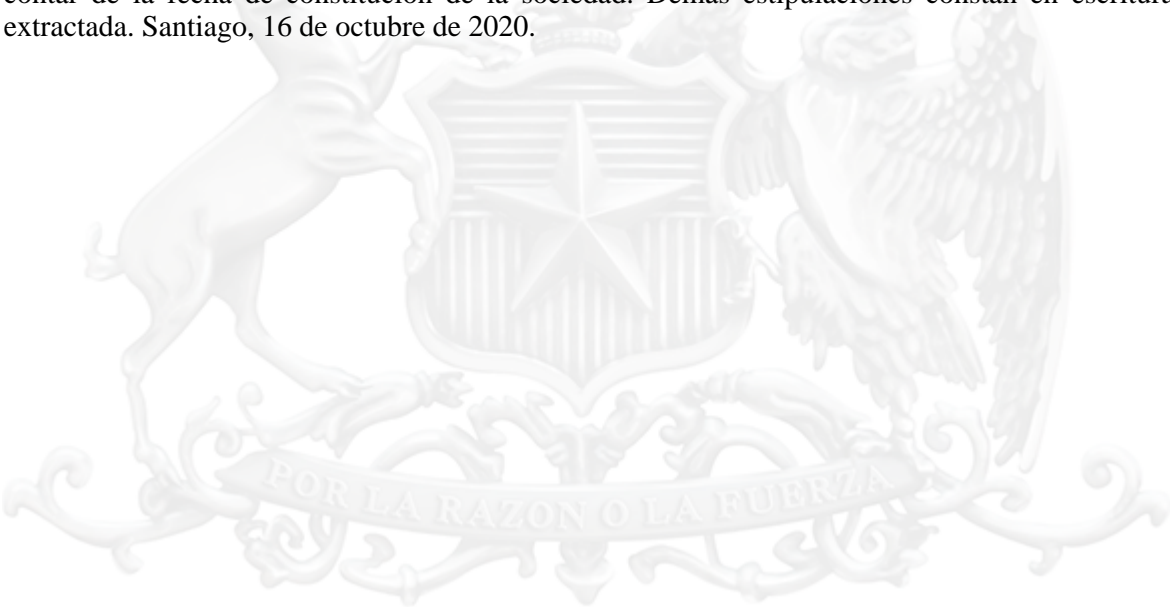 contar de la fecha de constitución de la sociedad. Demás estipulaciones constan en escritura
extractada. Santiago, 16 de octubre de 2020.
POR LA RAZON O LA FUERZA